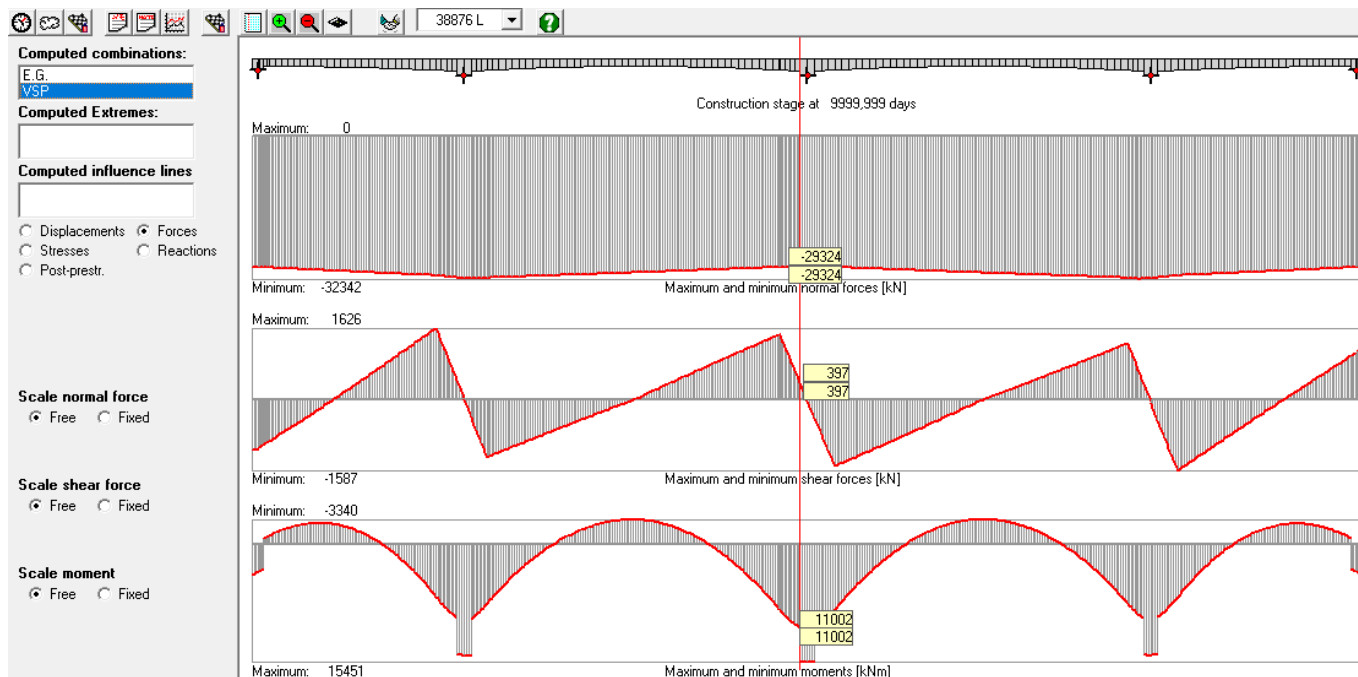 38876 L
Computed combinations:
E.G.
VSP
Computed Extremes:
Computed influence lines
Displacements Forces
Stresses Reactions
Post-prestr.
Scale normal force
Free Fixed
Scale shear force
Free Fixed
Scale moment
Free Fixed
Construction stage at 9999,999 days
Maximum: 0
-29324
-29324
Minimum: -32342 Maximum and minimum normal forces [kN]
Maximum: 1626
397
397
Minimum: -1587 Maximum and minimum shear forces [kN]
Minimum: -3340
11002
11002
Maximum: 15451 Maximum and minimum moments [kNm]